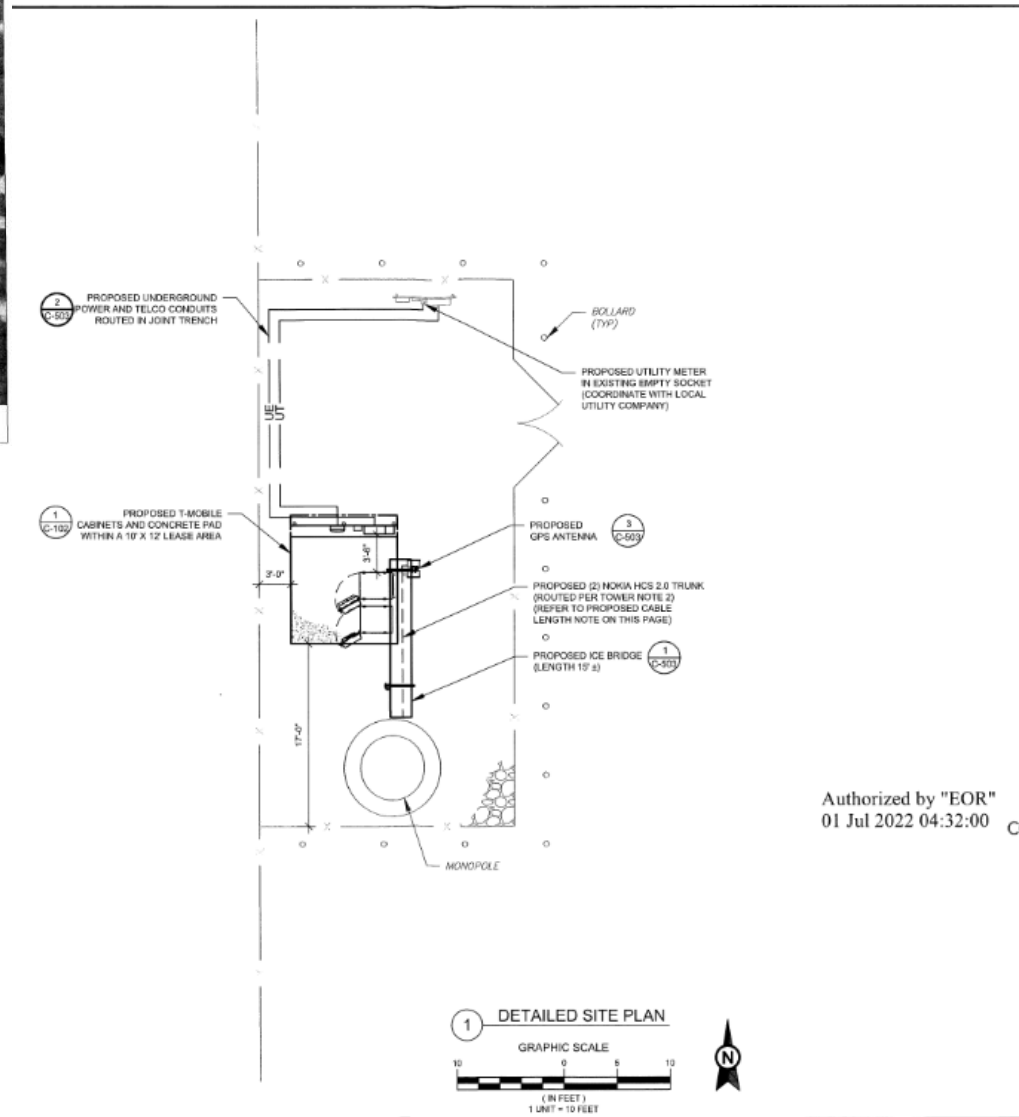 2
C-503
PROPOSED UNDERGROUND
POWER AND TELCO CONDUITS
ROUTED IN JOINT TRENCH
BOLLARD
(TYP)
PROPOSED UTILITY METER
IN EXISTING EMPTY SOCKET
(COORDINATE WITH LOCAL
UTILITY COMPANY)
UE
UT
1
C-102
PROPOSED T-MOBILE
CABINETS AND CONCRETE PAD
WITHIN A 10' X 12' LEASE AREA
3'-0"
3'-6"
PROPOSED
GPS ANTENNA
3
C-503
PROPOSED (2) NOKIA HCS 2.0 TRUNK
(ROUTED PER TOWER NOTE 2)
(REFER TO PROPOSED CABLE
LENGTH NOTE ON THIS PAGE)
PROPOSED ICE BRIDGE
(LENGTH 15' ±)
1
C-503
17'-0"
MONOPOLE
Authorized by "EOR"
01 Jul 2022 04:32:00
C
1
DETAILED SITE PLAN
GRAPHIC SCALE
10 0 5 10
( IN FEET )
1 UNIT = 10 FEET
N